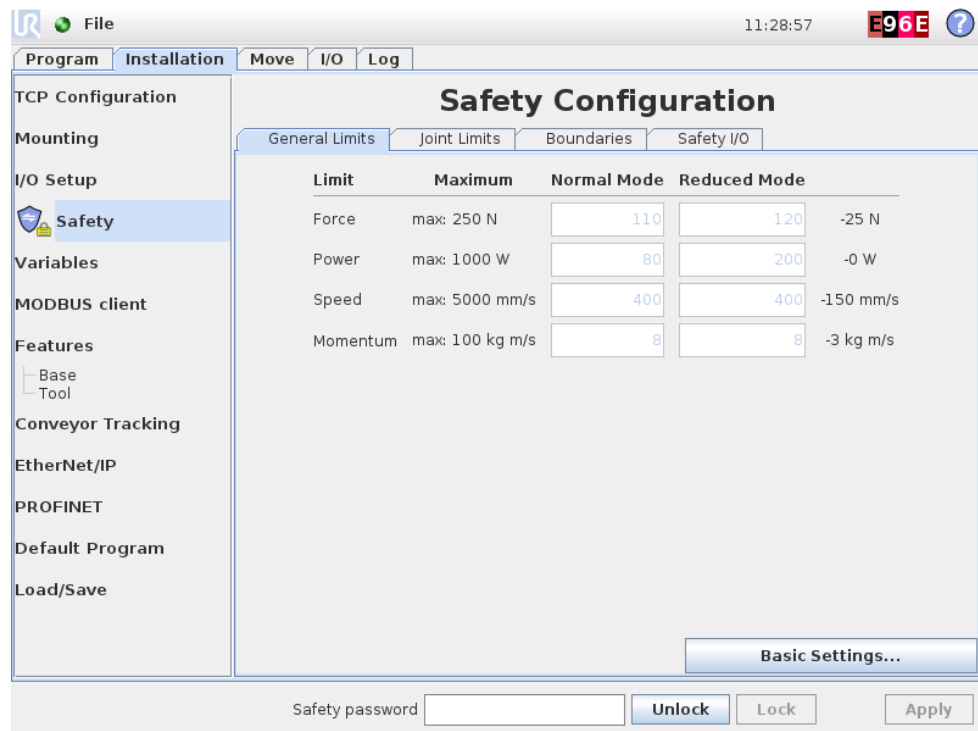 UR File 11:28:57 E96E ?
Program Installation Move I/O Log
TCP Configuration
Mounting
I/O Setup
Safety
Variables
MODBUS client
Features
Base
Tool
Conveyor Tracking
EtherNet/IP
PROFINET
Default Program
Load/Save
Safety Configuration
General Limits Joint Limits Boundaries Safety I/O
Limit Maximum Normal Mode Reduced Mode
Force max: 250 N 110 120 -25 N
Power max: 1000 W 80 200 -0 W
Speed max: 5000 mm/s 400 400 -150 mm/s
Momentum max: 100 kg m/s 8 8 -3 kg m/s
Basic Settings...
Safety password Unlock Lock Apply